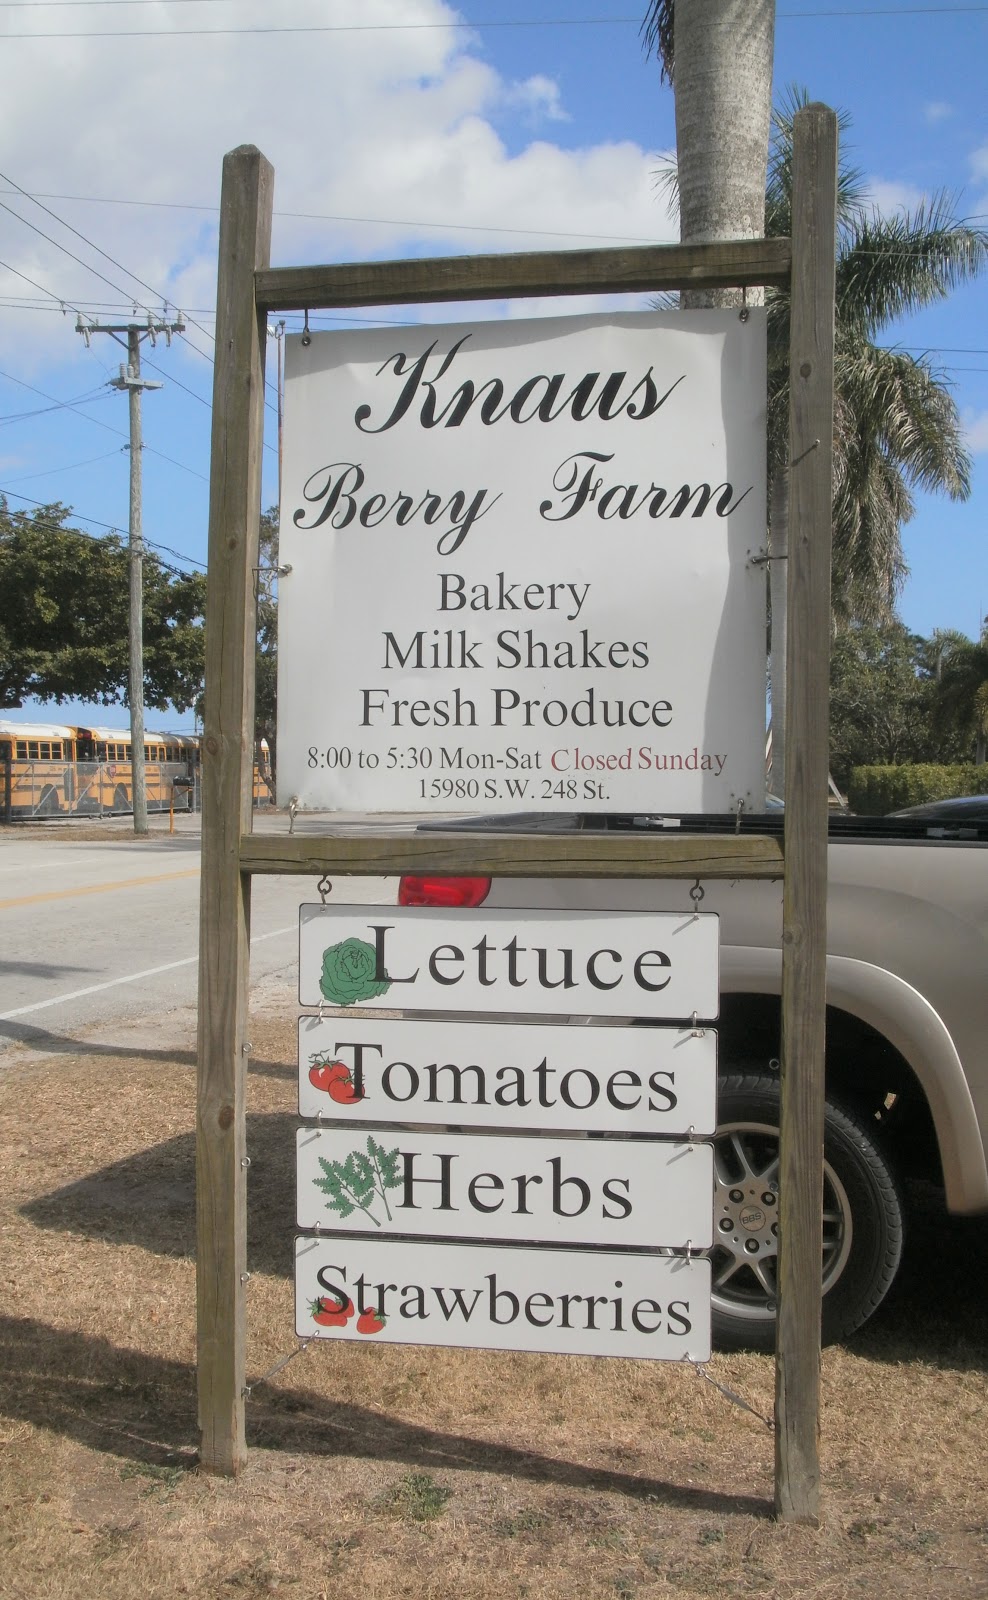 Knaus
Berry Farm
Bakery
Milk Shakes
Fresh Produce
8:00 to 5:30 Mon-Sat Closed Sunday
15980 S.W. 248 St.
Lettuce
Tomatoes
Herbs
Strawberries
BBS